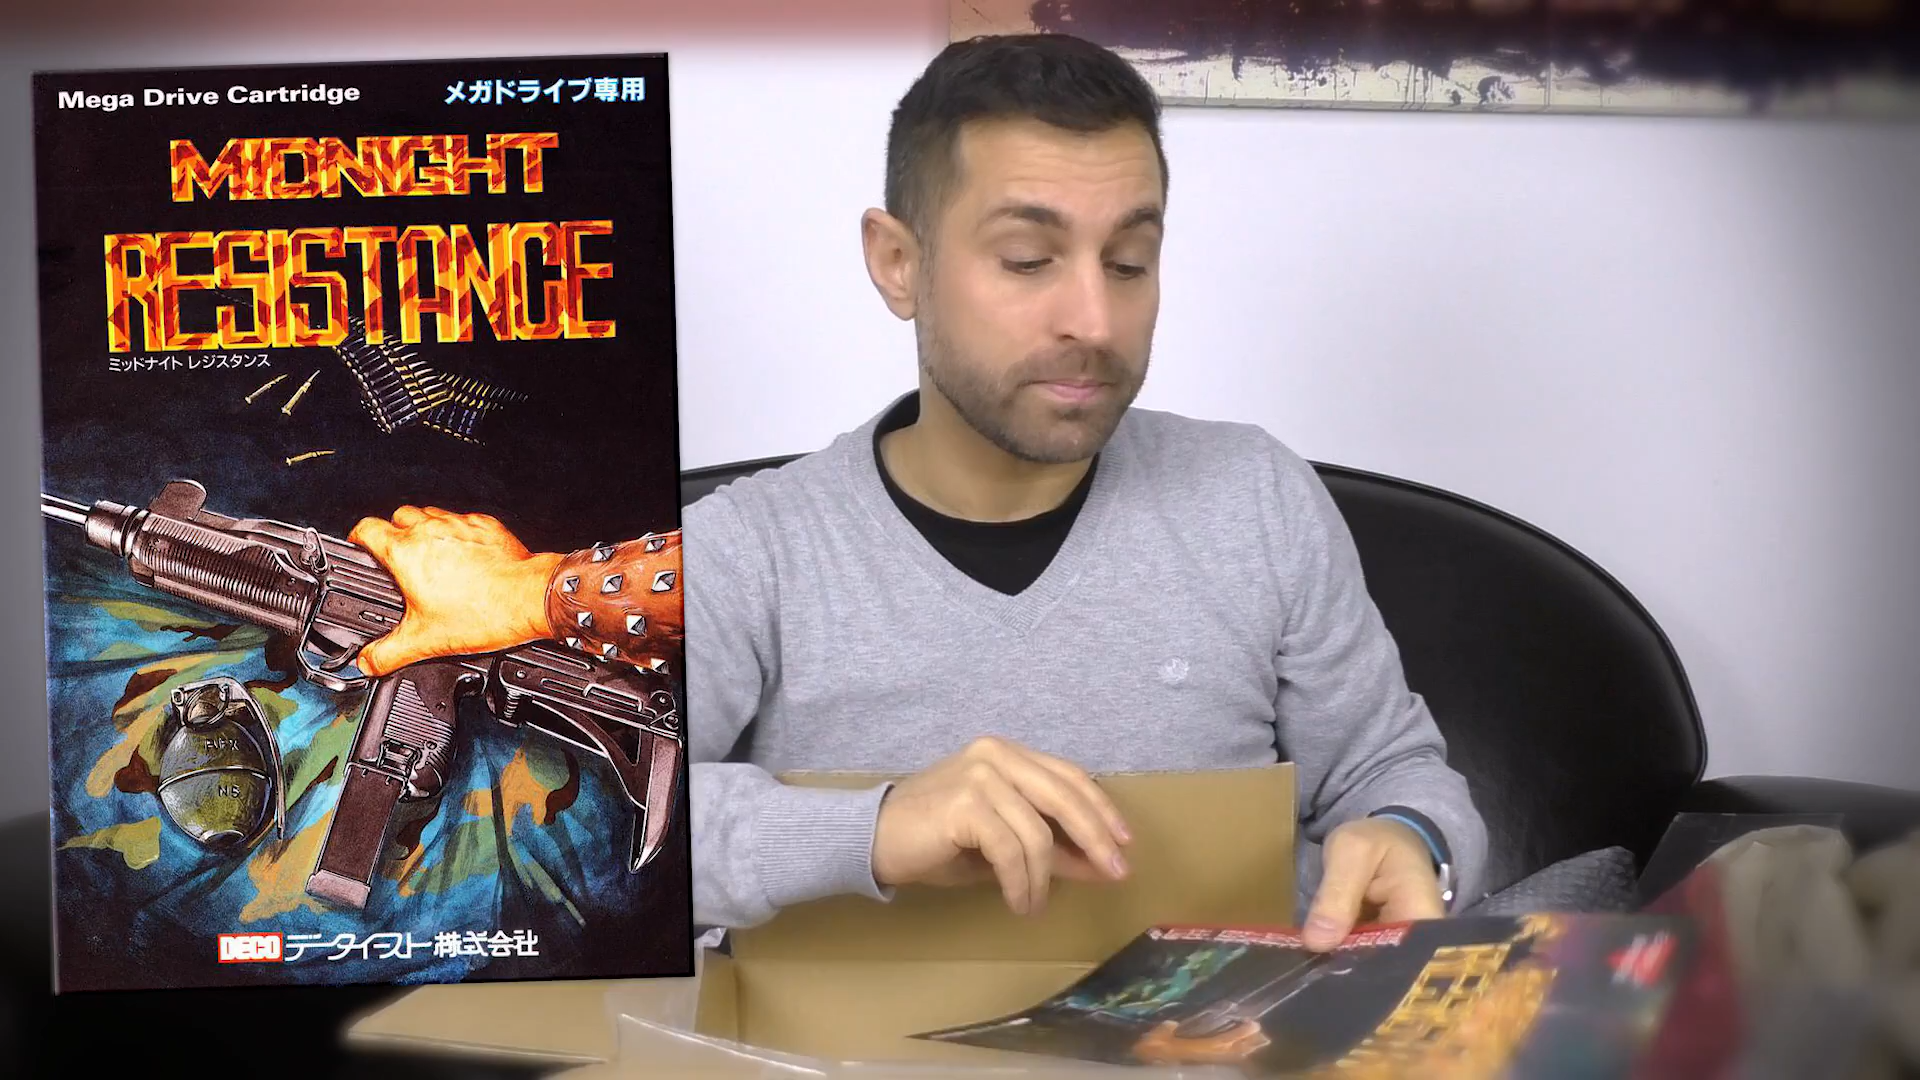 Mega Drive Cartridge
メガドライブ専用
MIDNIGHT
RESISTANCE
ミッドナイト レジスタンス
N5
DECO データイースト株式会社